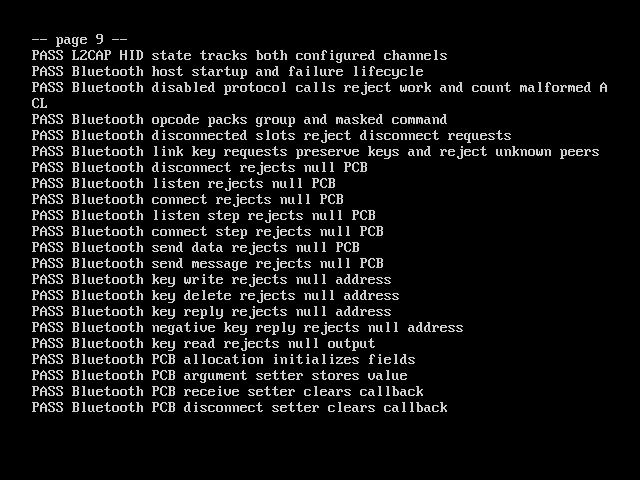 -- page 9 --
PASS L2CAP HID state tracks both configured channels
PASS Bluetooth host startup and failure lifecycle
PASS Bluetooth disabled protocol calls reject work and count malformed A
CL
PASS Bluetooth opcode packs group and masked command
PASS Bluetooth disconnected slots reject disconnect requests
PASS Bluetooth link key requests preserve keys and reject unknown peers
PASS Bluetooth disconnect rejects null PCB
PASS Bluetooth listen rejects null PCB
PASS Bluetooth connect rejects null PCB
PASS Bluetooth listen step rejects null PCB
PASS Bluetooth connect step rejects null PCB
PASS Bluetooth send data rejects null PCB
PASS Bluetooth send message rejects null PCB
PASS Bluetooth key write rejects null address
PASS Bluetooth key delete rejects null address
PASS Bluetooth key reply rejects null address
PASS Bluetooth negative key reply rejects null address
PASS Bluetooth key read rejects null output
PASS Bluetooth PCB allocation initializes fields
PASS Bluetooth PCB argument setter stores value
PASS Bluetooth PCB receive setter clears callback
PASS Bluetooth PCB disconnect setter clears callback